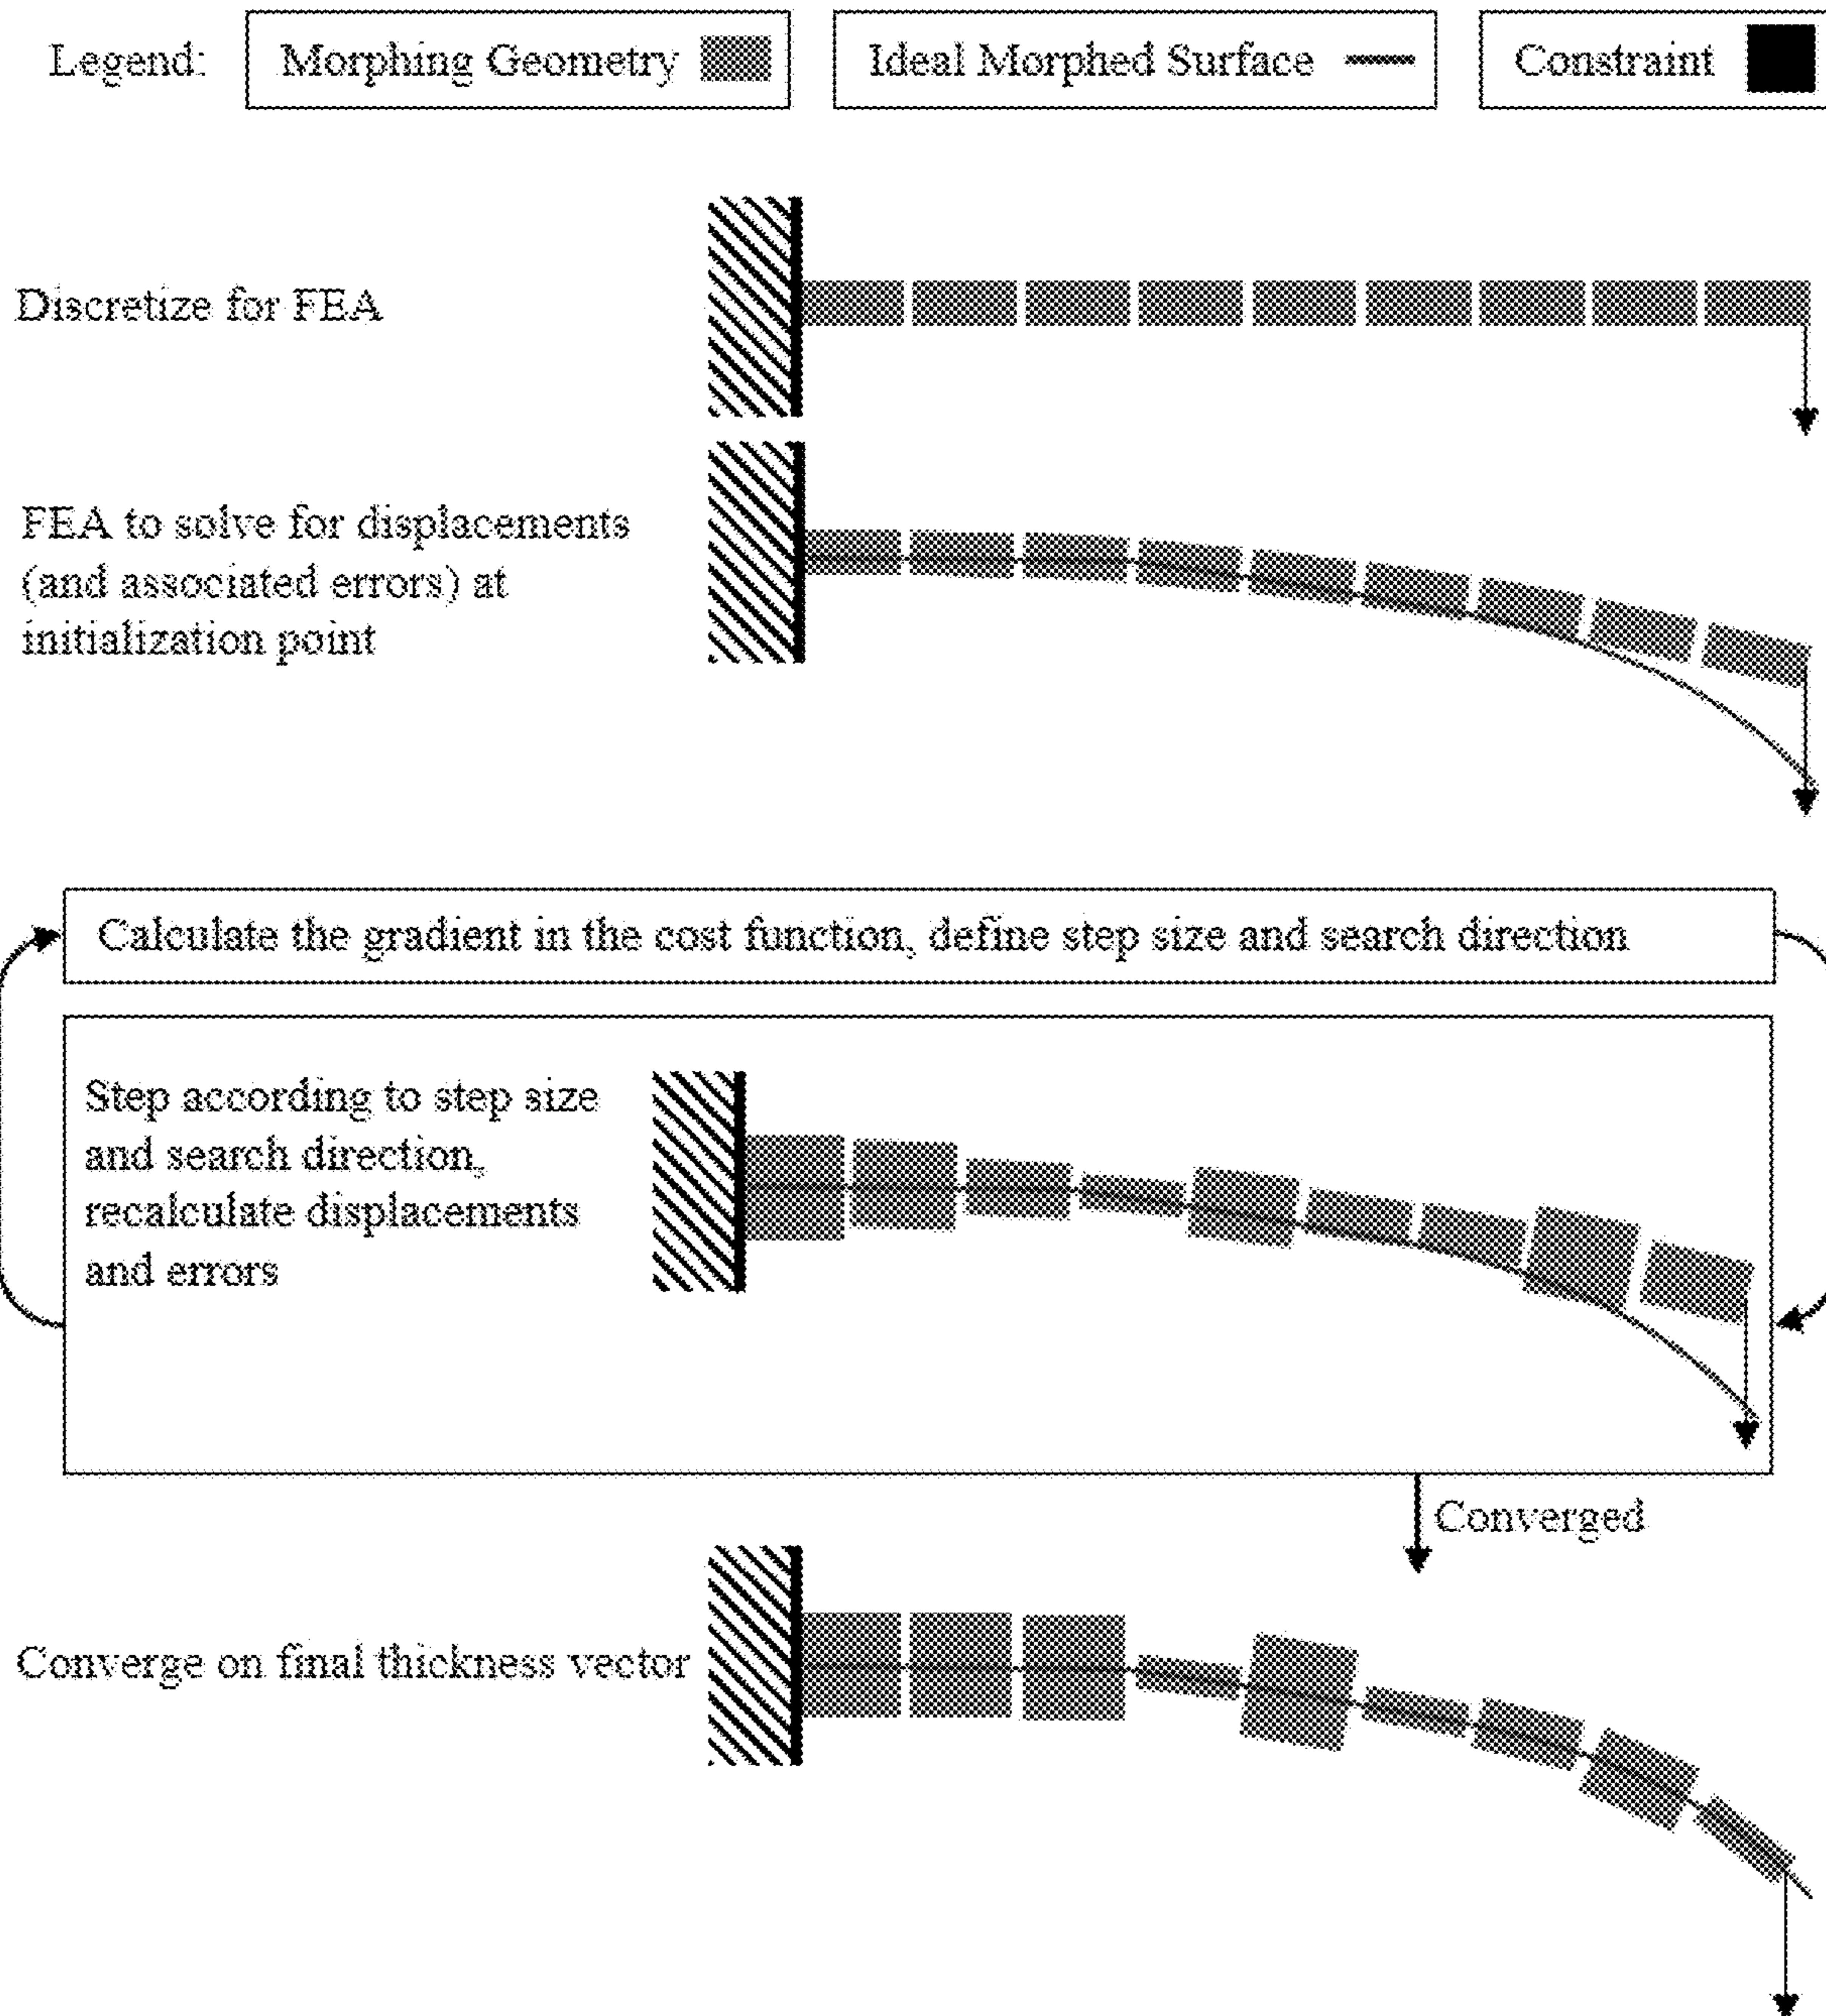 Legend:
Morphing Geometry
Ideal Morphed Surface
Constraint
Discretize for FEA
FEA to solve for displacements
(and associated errors) at
initialization point
Calculate the gradient in the cost function, define step size and search direction
Step according to step size
and search direction,
recalculate displacements
and errors
Converged
Converge on final thickness vector